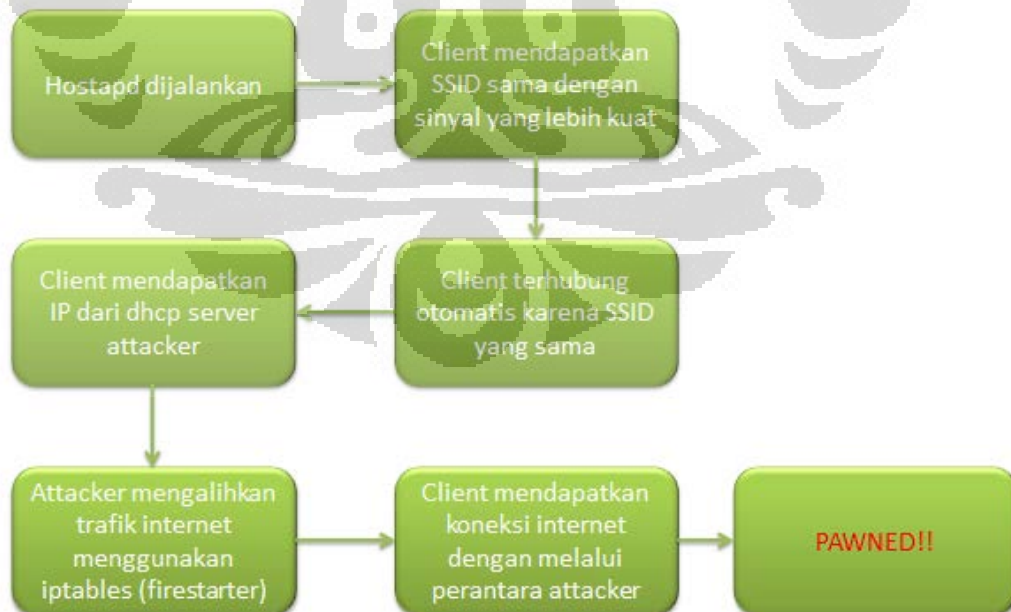 Hostapd dijalankan
Client mendapatkan
SSID sama dengan
sinyal yang lebih kuat
Client terhubung
otomatis karena SSID
yang sama
Client mendapatkan
IP dari dhcp server
attacker
Attacker mengalihkan
trafik internet
menggunakan
iptables (firestarter)
Client mendapatkan
koneksi internet
dengan melalui
perantara attacker
PAWNED!!